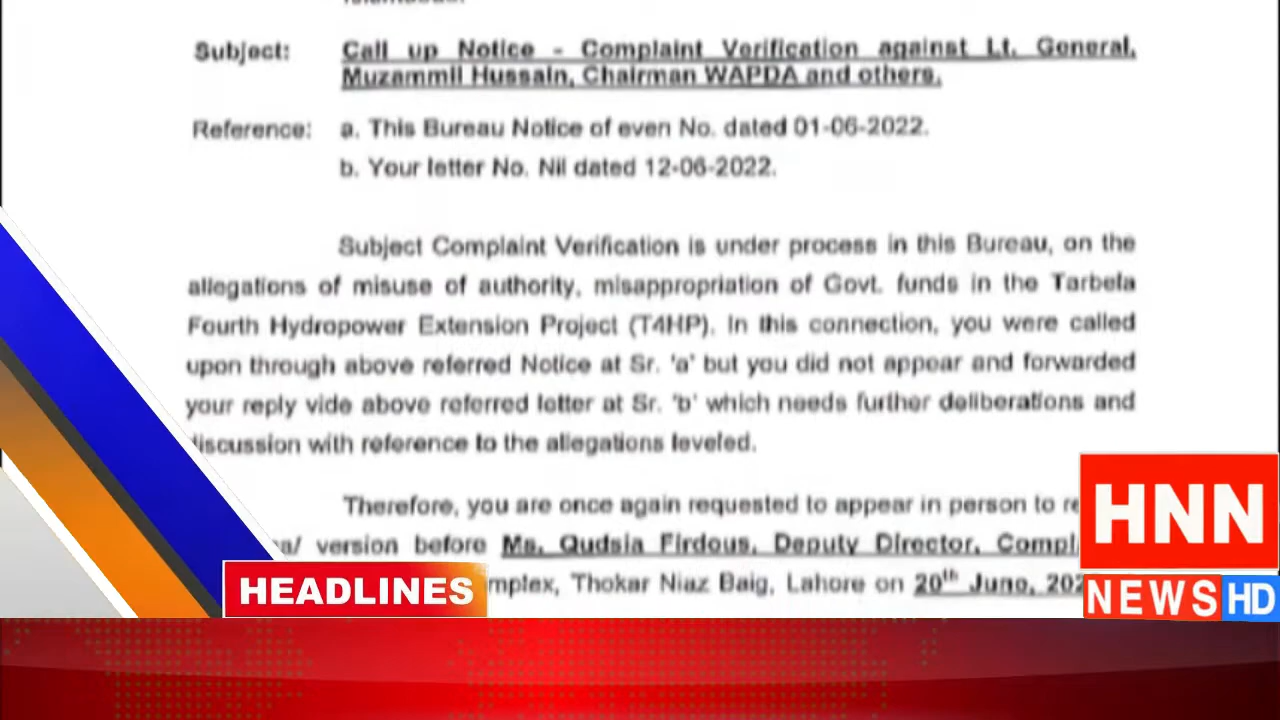 Subject: Call up Notice - Complaint Verification against Lt. General,
Muzammil Hussain, Chairman WAPDA and others.
Reference: a. This Bureau Notice of even No. dated 01-06-2022.
b. Your letter No. Nil dated 12-06-2022.
Subject Complaint Verification is under process in this Bureau, on the
allegations of misuse of authority, misappropriation of Govt. funds in the Tarbela
Fourth Hydropower Extension Project (T4HP). In this connection, you were called
upon through above referred Notice at Sr. 'a' but you did not appear and forwarded
your reply vide above referred letter at Sr. 'b' which needs further deliberations and
discussion with reference to the allegations leveled.
Therefore, you are once again requested to appear in person to
version before Ms. Qudsia Firdous, Deputy Director,
Thokar Niaz Baig, Lahore on 20th June,
HEADLINES
HNN
NEWS HD